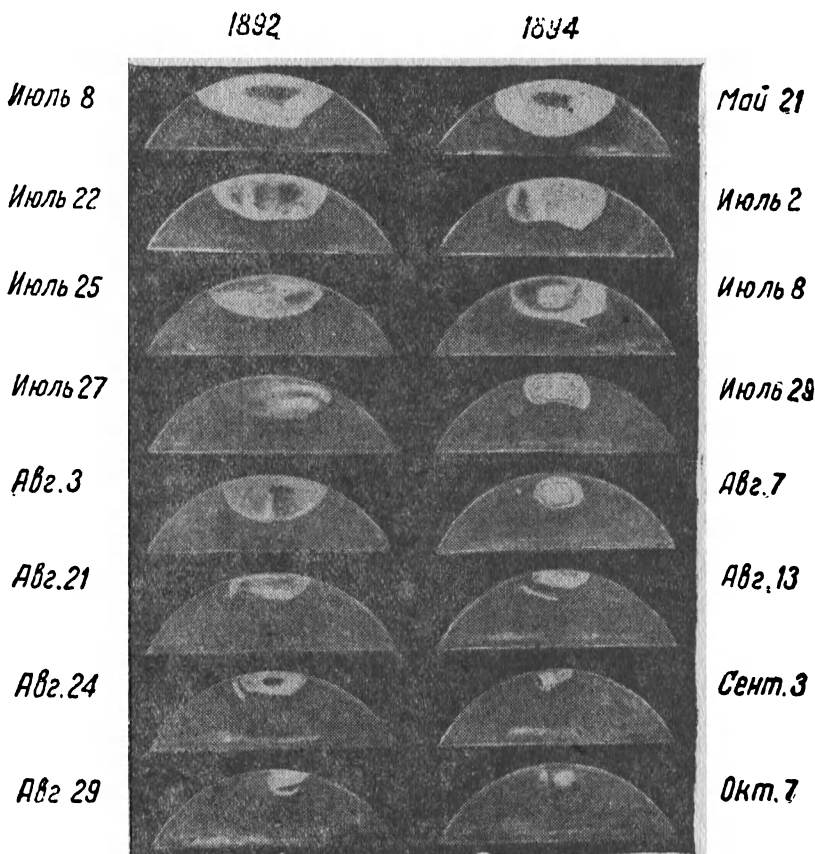 1892 1894
Июль 8 Май 21
Июль 22 Июль 2
Июль 25 Июль 8
Июль 27 Июль 29
Авг. 3 Авг. 7
Авг. 21 Авг. 13
Авг. 24 Сент. 3
Авг 29 Окт. 7